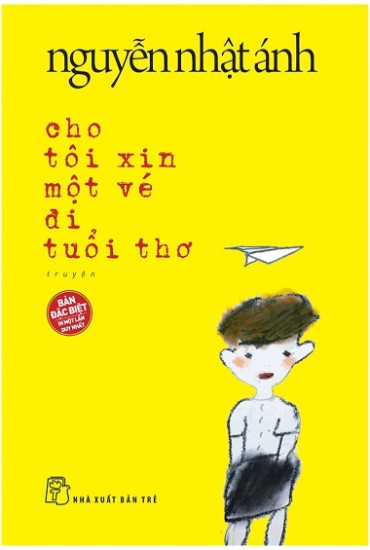 nguyễn nhật ánh
cho
tôi xin
một vé
đi
tuổi thơ
truyện
BẢN
ĐẶC BIỆT
IN MỘT LẦN
DUY NHẤT
NHÀ XUẤT BẢN TRẺ